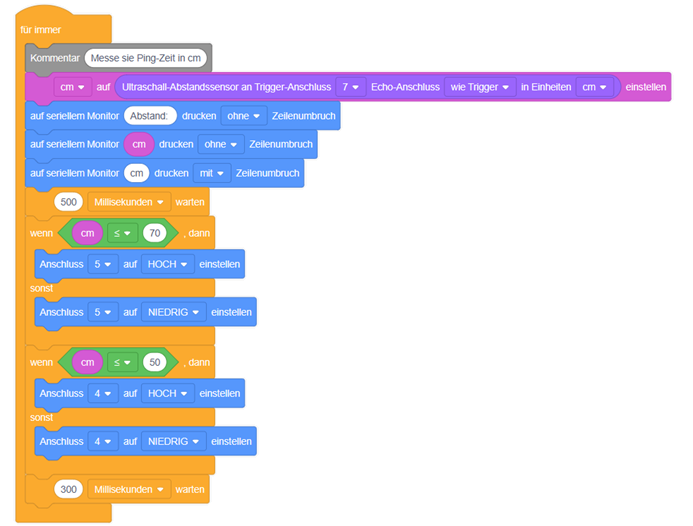 für immer
Kommentar Messe sie Ping-Zeit in cm
cm auf Ultraschall-Abstandssensor an Trigger-Anschluss 7 Echo-Anschluss wie Trigger in Einheiten cm einstellen
auf seriellem Monitor Abstand: drucken ohne Zeilenumbruch
auf seriellem Monitor cm drucken ohne Zeilenumbruch
auf seriellem Monitor cm drucken mit Zeilenumbruch
500 Millisekunden warten
wenn cm ≤ 70 , dann
Anschluss 5 auf HOCH einstellen
sonst
Anschluss 5 auf NIEDRIG einstellen
wenn cm ≤ 50 , dann
Anschluss 4 auf HOCH einstellen
sonst
Anschluss 4 auf NIEDRIG einstellen
300 Millisekunden warten